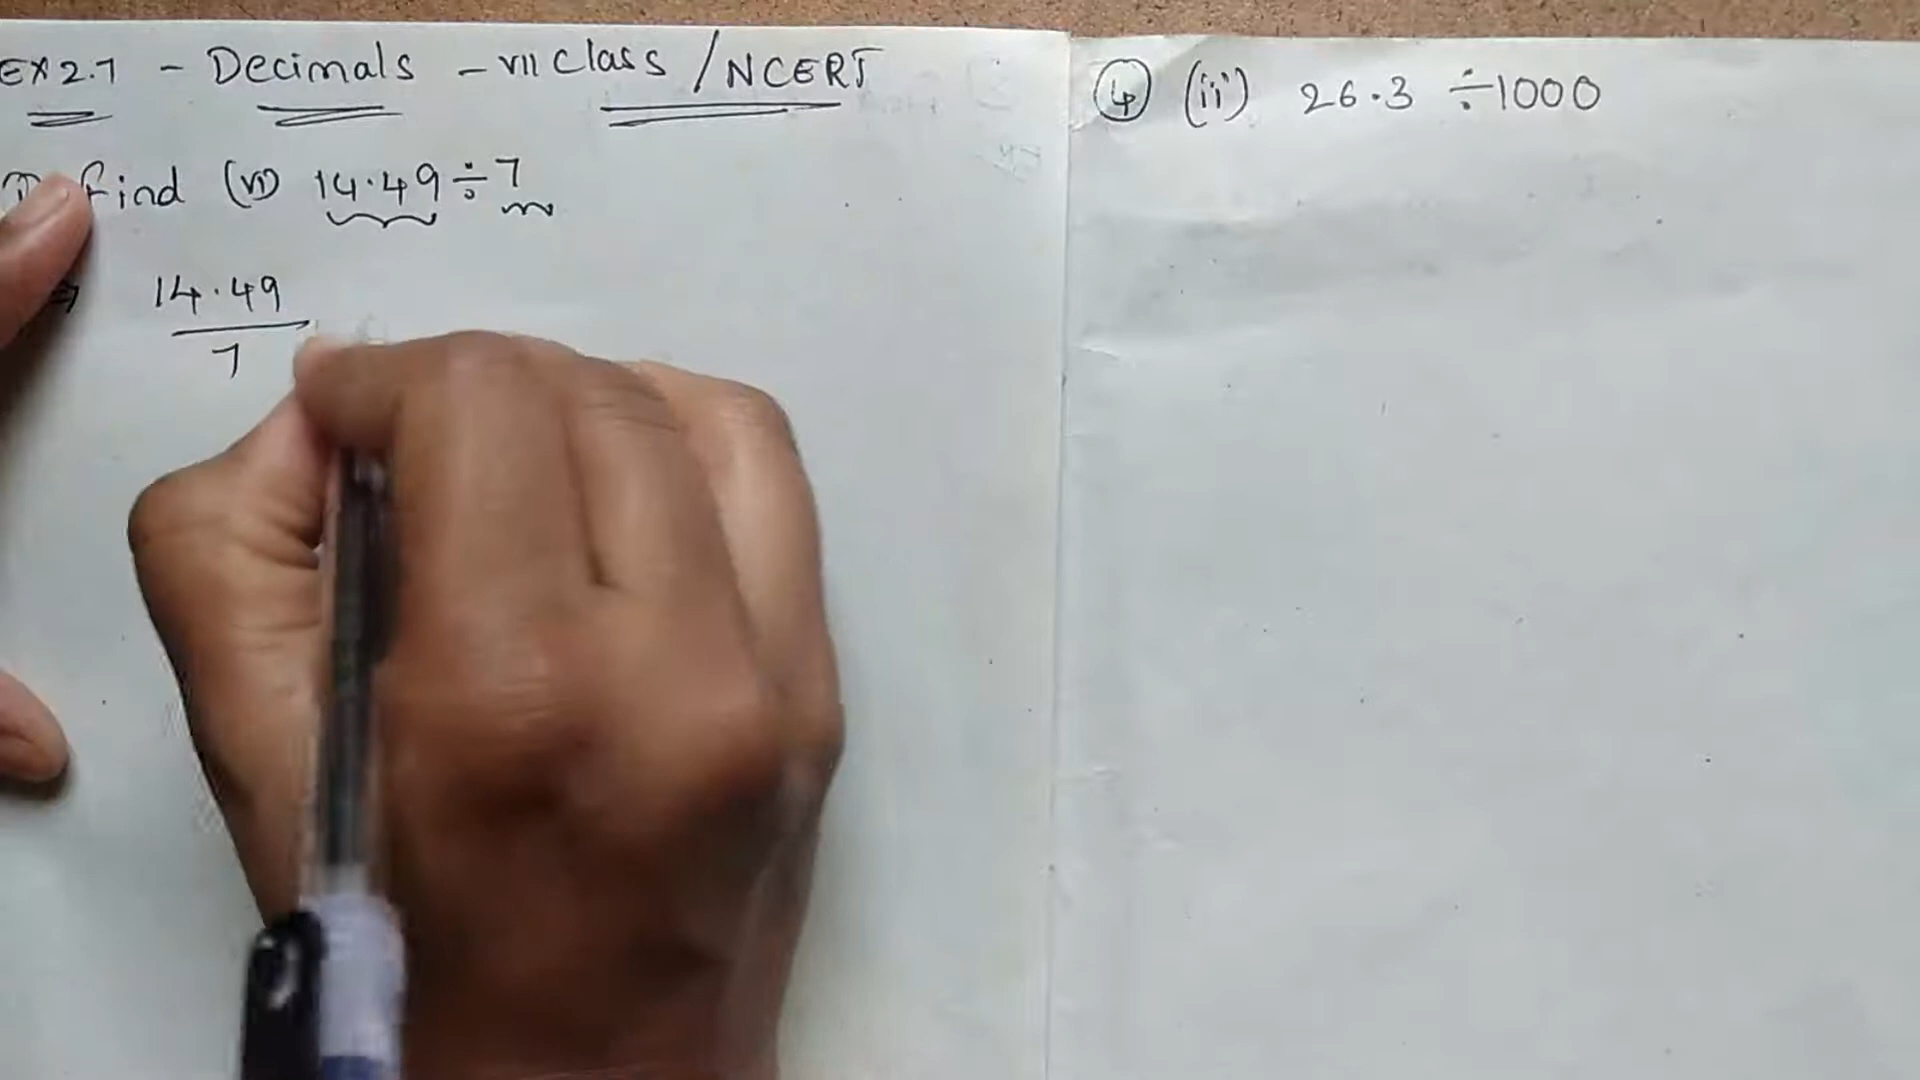 EX 2.7 - Decimals - VII Class / NCERT
① Find (vi) 14.49 ÷ 7
⇒ 14.49
7
④ (ii) 26.3 ÷ 1000